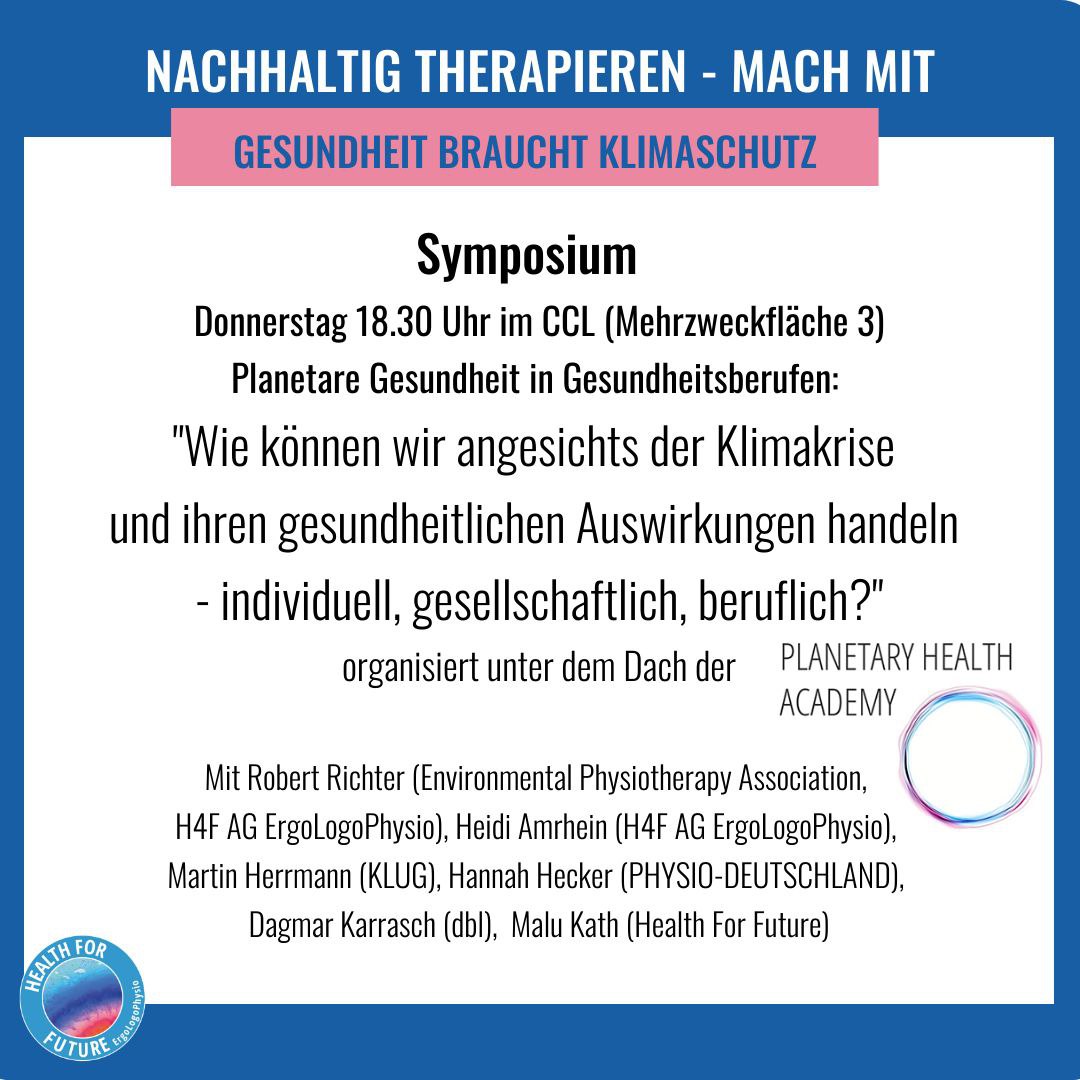 NACHHALTIG THERAPIEREN - MACH MIT
GESUNDHEIT BRAUCHT KLIMASCHUTZ
Symposium
Donnerstag 18.30 Uhr im CCL (Mehrzweckfläche 3)
Planetare Gesundheit in Gesundheitsberufen:
"Wie können wir angesichts der Klimakrise
und ihren gesundheitlichen Auswirkungen handeln
- individuell, gesellschaftlich, beruflich?"
organisiert unter dem Dach der
PLANETARY HEALTH
ACADEMY
Mit Robert Richter (Environmental Physiotherapy Association,
H4F AG ErgoLogoPhysio), Heidi Amrhein (H4F AG ErgoLogoPhysio),
Martin Herrmann (KLUG), Hannah Hecker (PHYSIO-DEUTSCHLAND),
Dagmar Karrasch (dbl), Malu Kath (Health For Future)
HEALTH FOR
FUTURE
ErgoLogoPhysio